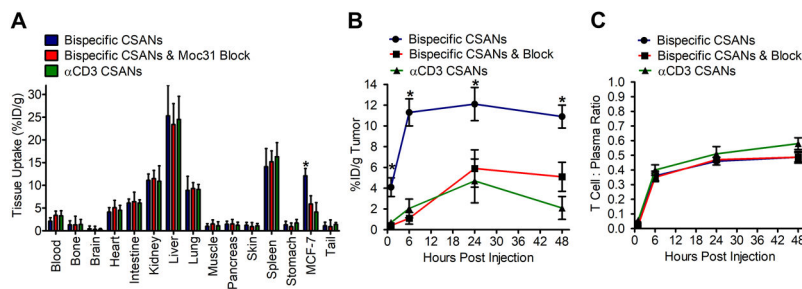 A
Bispecific CSANs
Bispecific CSANs & Moc31 Block
αCD3 CSANs
Tissue Uptake (%ID/g)
30
25
20
15
10
5
0
*
Blood
Bone
Brain
Heart
Intestine
Kidney
Liver
Lung
Muscle
Pancreas
Skin
Spleen
Stomach
MCF-7
Tail
B
Bispecific CSANs
Bispecific CSANs & Block
αCD3 CSANs
%ID/g Tumor
14
12
10
8
6
4
2
0
* * * *
0 6 12 18 24 30 36 42 48
Hours Post Injection
C
Bispecific CSANs
Bispecific CSANs & Block
αCD3 CSANs
T Cell : Plasma Ratio
1.0
0.9
0.8
0.7
0.6
0.5
0.4
0.3
0.2
0.1
0.0
0 6 12 18 24 30 36 42 48
Hours Post Injection